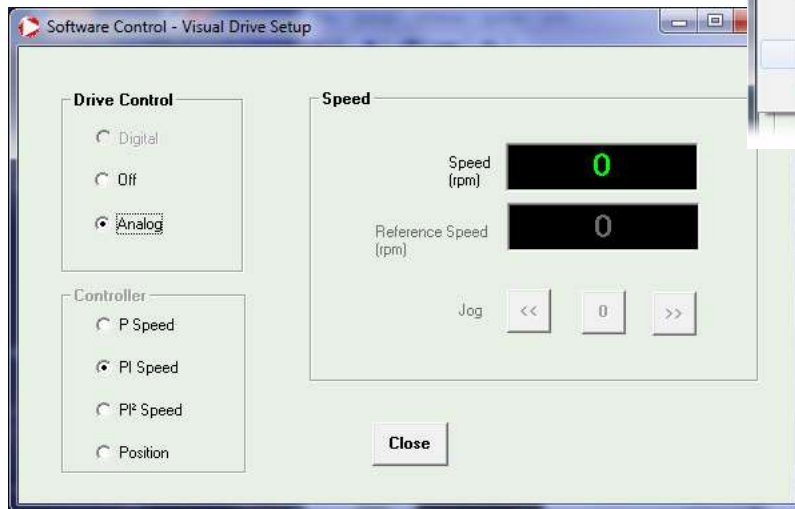 Software Control - Visual Drive Setup
Drive Control
Digital
Off
Analog
Controller
P Speed
PI Speed
PI² Speed
Position
Speed
Speed
(rpm)
0
Reference Speed
(rpm)
0
Jog
<<
0
>>
Close